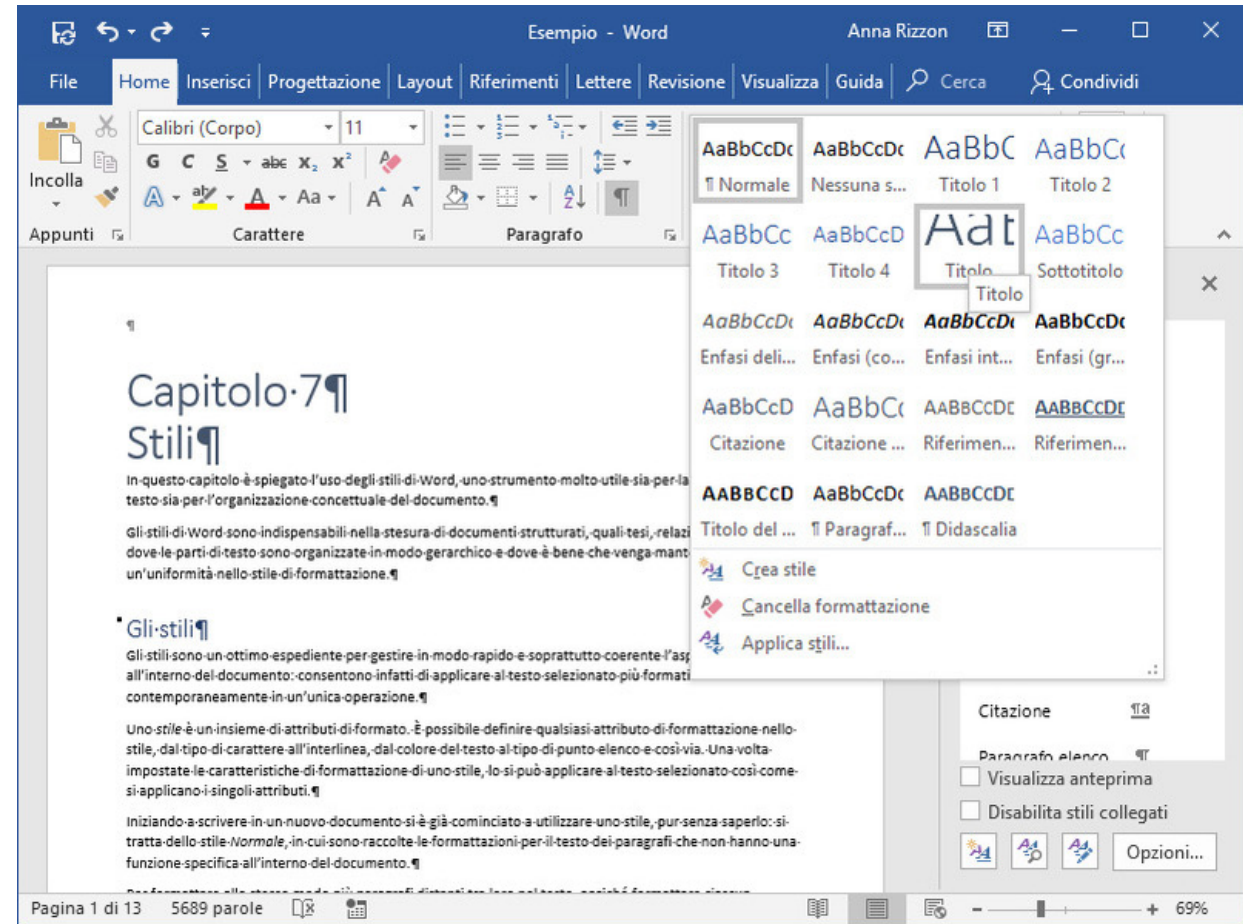 Esempio - Word
Anna Rizzon
File Home Inserisci Progettazione Layout Riferimenti Lettere Revisione Visualizza Guida Cerca Condividi
Incolla
Appunti
Calibri (Corpo) 11
G C S abc X₂ X²
A ab A Aa A A
Carattere
Paragrafo
AaBbCcDc AaBbCcDc AaBbC AaBbCc
¶ Normale Nessuna s... Titolo 1 Titolo 2
AaBbCc AaBbCcD Aat AaBbCc
Titolo 3 Titolo 4 Titolo Sottotitolo
Titolo
AaBbCcDc AaBbCcDc AaBbCcDc AaBbCcDc
Enfasi deli... Enfasi (co... Enfasi int... Enfasi (gr...
AaBbCcD AaBbCc AABBCCDE AABBCCDE
Citazione Citazione ... Riferimen... Riferimen...
AABBCCD AaBbCcDc AABBCCDE
Titolo del ... ¶ Paragraf... ¶ Didascalia
Crea stile
Cancella formattazione
Applica stili...
¶
Capitolo·7¶
Stili¶
In·questo·capitolo·è·spiegato·l'uso·degli·stili·di·Word,·uno·strumento·molto·utile·sia·per·la
testo·sia·per·l'organizzazione·concettuale·del·documento.¶
Gli·stili·di·Word·sono·indispensabili·nella·stesura·di·documenti·strutturati,·quali·tesi,·relazi
dove·le·parti·di·testo·sono·organizzate·in·modo·gerarchico·e·dove·è·bene·che·venga·mant
un'uniformità·nello·stile·di·formattazione.¶
Gli·stili¶
Gli·stili·sono·un·ottimo·espediente·per·gestire·in·modo·rapido·e·soprattutto·coerente·l'asp
all'interno·del·documento:·consentono·infatti·di·applicare·al·testo·selezionato·più·formati
contemporaneamente·in·un'unica·operazione.¶
Uno·stile·è·un·insieme·di·attributi·di·formato.·È·possibile·definire·qualsiasi·attributo·di·formattazione·nello·
stile,·dal·tipo·di·carattere·all'interlinea,·dal·colore·del·testo·al·tipo·di·punto·elenco·e·così·via.·Una·volta·
impostate·le·caratteristiche·di·formattazione·di·uno·stile,·lo·si·può·applicare·al·testo·selezionato·così·come·
si·applicano·i·singoli·attributi.¶
Iniziando·a·scrivere·in·un·nuovo·documento·si·è·già·cominciato·a·utilizzare·uno·stile,·pur·senza·saperlo:·si·
tratta·dello·stile·Normale,·in·cui·sono·raccolte·le·formattazioni·per·il·testo·dei·paragrafi·che·non·hanno·una·
funzione·specifica·all'interno·del·documento.¶
Citazione ¶a
Paragrafo elenco ¶
Visualizza anteprima
Disabilita stili collegati
Opzioni...
Pagina 1 di 13 5689 parole
69%